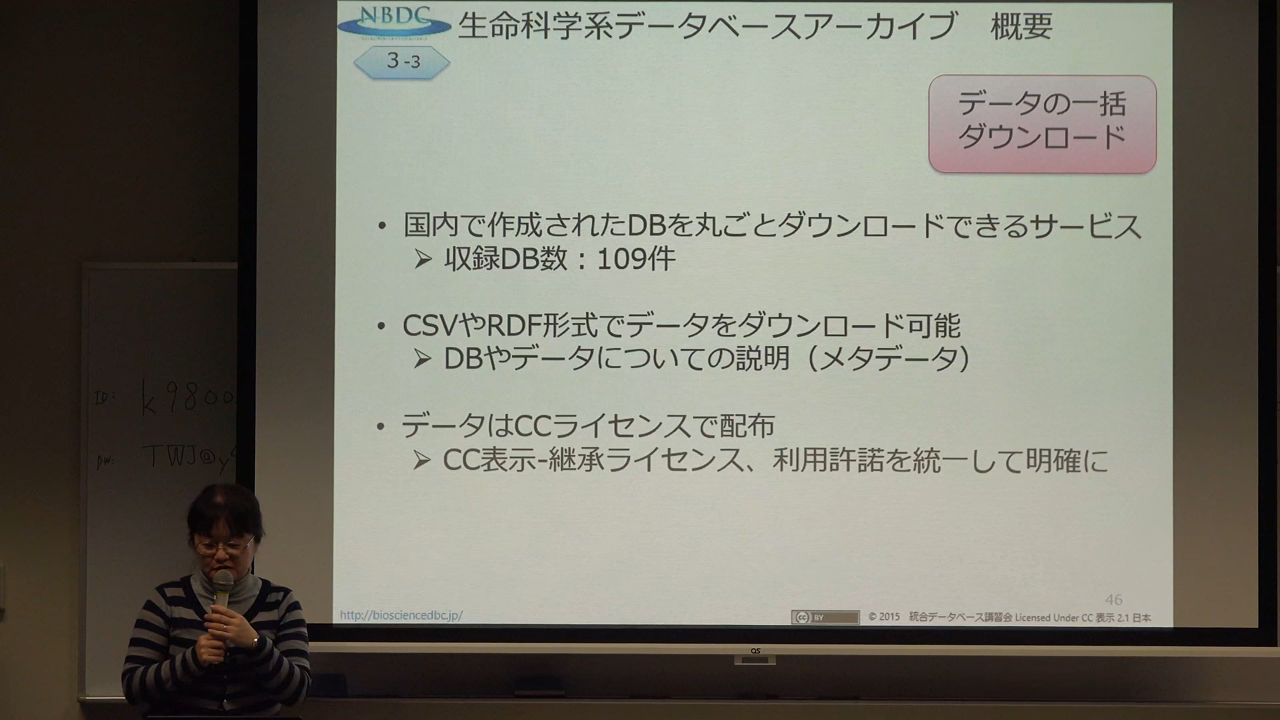 NBDC
生命科学系データベースアーカイブ 概要
3-3
データの一括
ダウンロード
• 国内で作成されたDBを丸ごとダウンロードできるサービス
➢ 収録DB数：109件
• CSVやRDF形式でデータをダウンロード可能
➢ DBやデータについての説明（メタデータ）
• データはCCライセンスで配布
➢ CC表示-継承ライセンス、利用許諾を統一して明確に
ID: k9800
pw: TWJ@y
46
http://biosciencedbc.jp/
cc BY
© 2015 統合データベース講習会 Licensed Under CC 表示 2.1 日本
OS